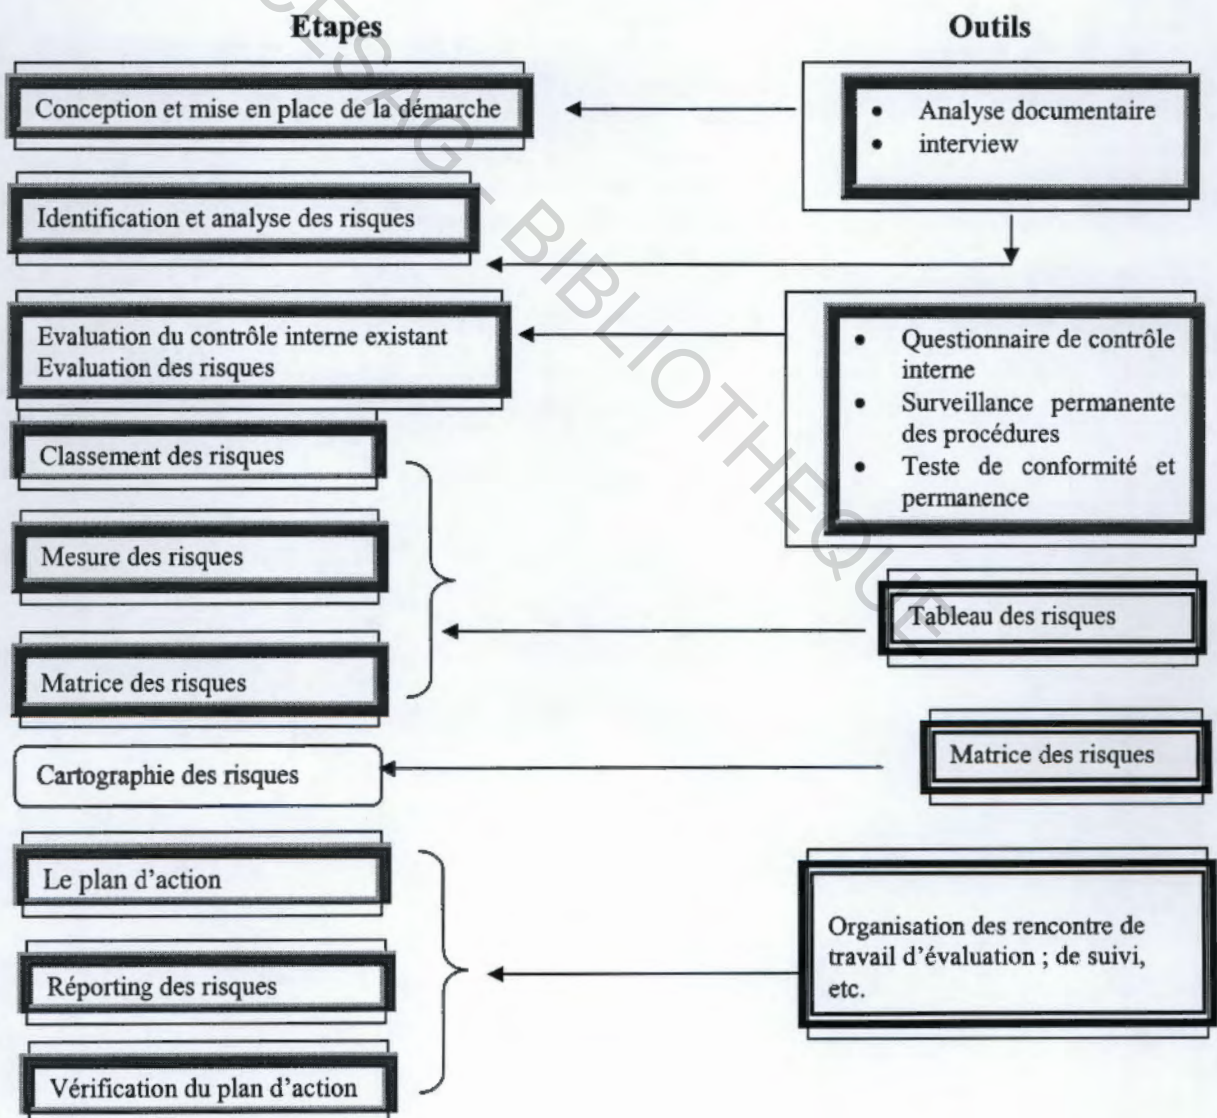 Etapes
Outils
Conception et mise en place de la démarche
• Analyse documentaire
• interview
Identification et analyse des risques
Evaluation du contrôle interne existant
Evaluation des risques
• Questionnaire de contrôle
interne
• Surveillance permanente
des procédures
• Teste de conformité et
permanence
Classement des risques
Mesure des risques
Matrice des risques
Tableau des risques
Cartographie des risques
Matrice des risques
Le plan d'action
Réporting des risques
Vérification du plan d'action
Organisation des rencontre de
travail d'évaluation ; de suivi,
etc.
CESAG - BIBLIOTHEQUE